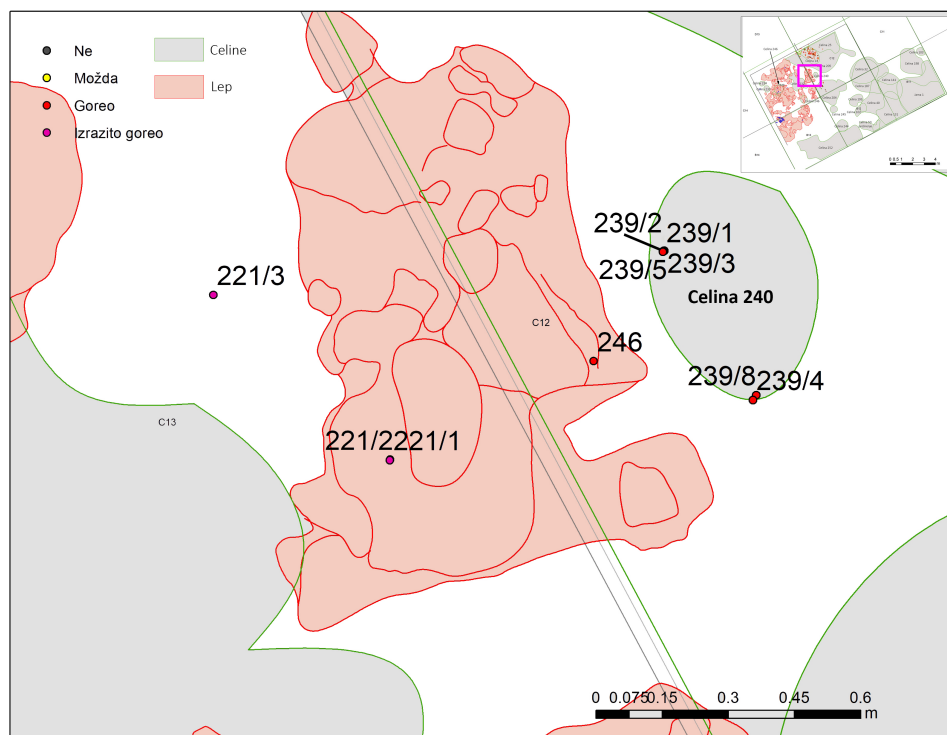 Ne
Možda
Goreo
Izrazito goreo
Celine
Lep
221/3
C13
C12
246
221/2221/1
239/2
239/1
239/5
239/3
Celina 240
239/8
239/4
0 0.075 0.15 0.3 0.45 0.6
m